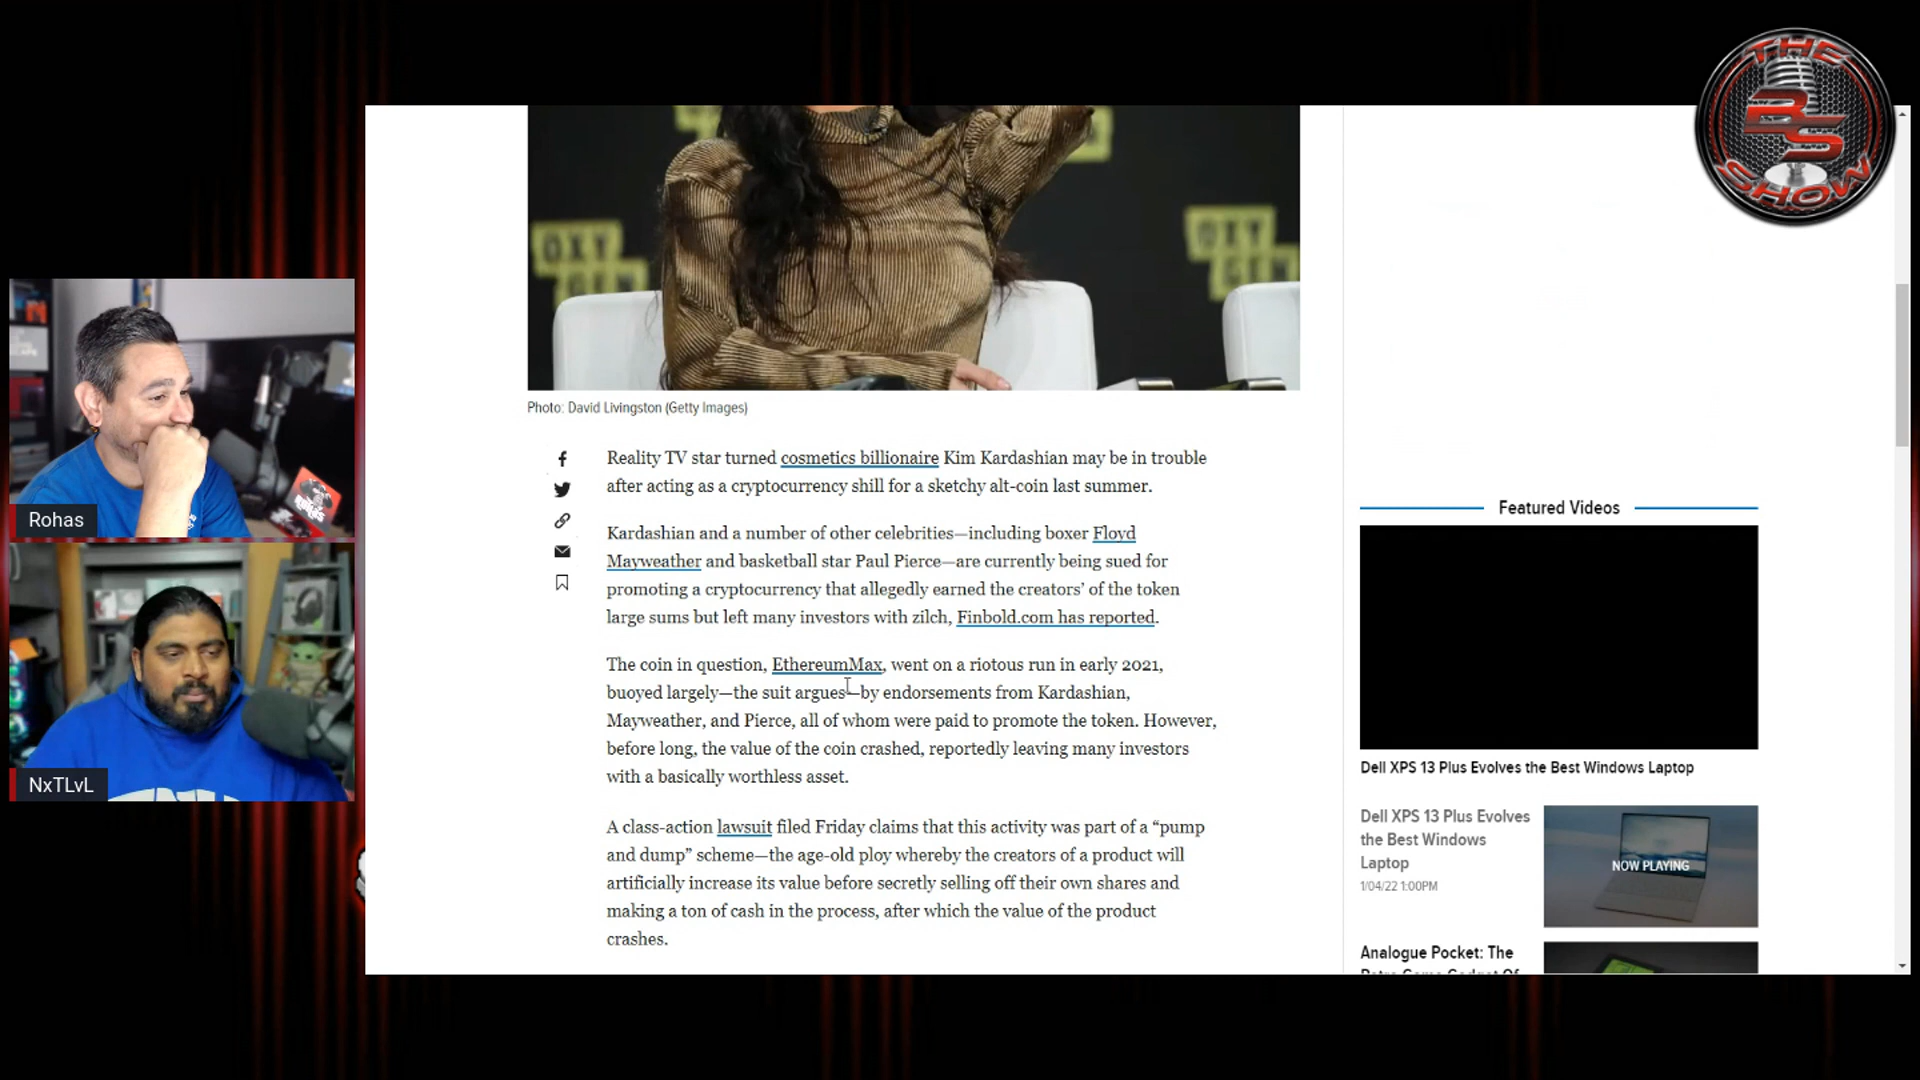 THE
BS
SHOW
OXY
GEN
OXY
GEN
Photo: David Livingston (Getty Images)
Reality TV star turned cosmetics billionaire Kim Kardashian may be in trouble
after acting as a cryptocurrency shill for a sketchy alt-coin last summer.
Kardashian and a number of other celebrities—including boxer Floyd
Mayweather and basketball star Paul Pierce—are currently being sued for
promoting a cryptocurrency that allegedly earned the creators’ of the token
large sums but left many investors with zilch, Finbold.com has reported.
The coin in question, EthereumMax, went on a riotous run in early 2021,
buoyed largely—the suit argues—by endorsements from Kardashian,
Mayweather, and Pierce, all of whom were paid to promote the token. However,
before long, the value of the coin crashed, reportedly leaving many investors
with a basically worthless asset.
A class-action lawsuit filed Friday claims that this activity was part of a “pump
and dump” scheme—the age-old ploy whereby the creators of a product will
artificially increase its value before secretly selling off their own shares and
making a ton of cash in the process, after which the value of the product
crashes.
Featured Videos
Dell XPS 13 Plus Evolves the Best Windows Laptop
Dell XPS 13 Plus Evolves
the Best Windows
Laptop
1/04/22 1:00PM
NOW PLAYING
Analogue Pocket: The
Rohas
NxTLvL